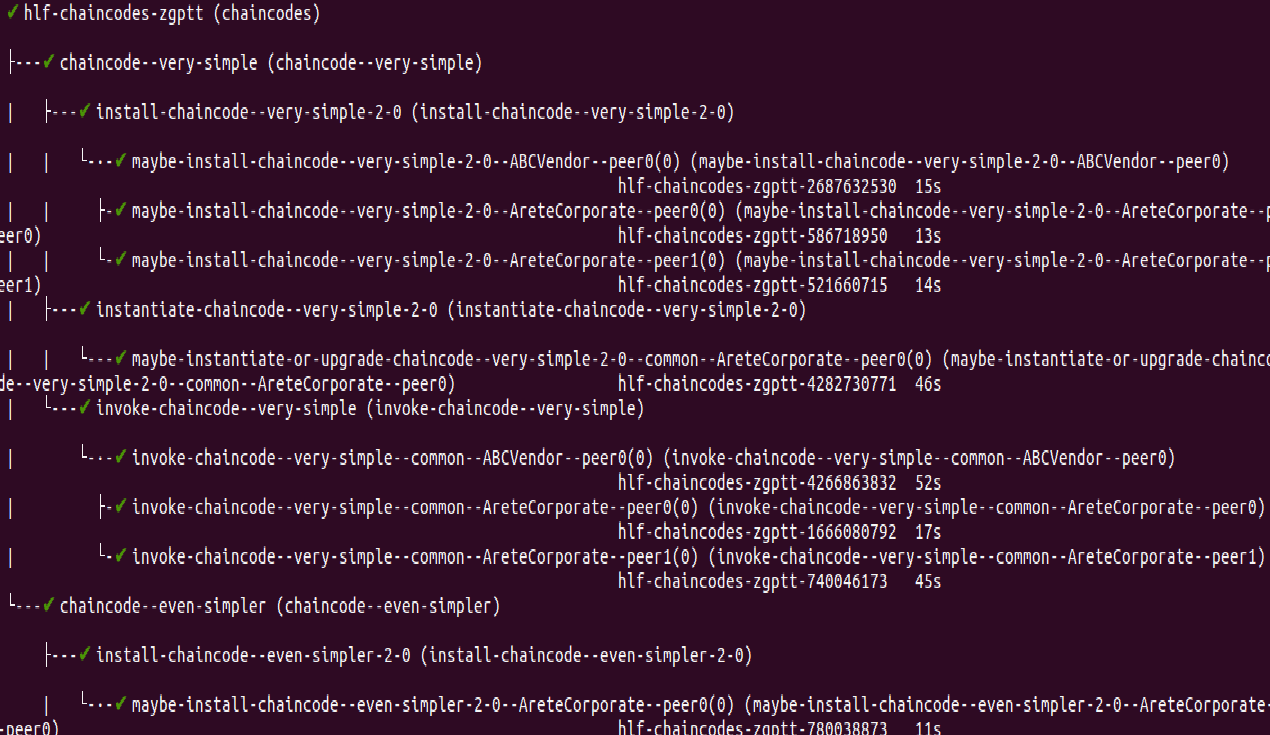 ✔ hlf-chaincodes-zgptt (chaincodes)
├---✔ chaincode--very-simple (chaincode--very-simple)
| ├---✔ install-chaincode--very-simple-2-0 (install-chaincode--very-simple-2-0)
| | └-·-✔ maybe-install-chaincode--very-simple-2-0--ABCVendor--peer0(0) (maybe-install-chaincode--very-simple-2-0--ABCVendor--peer0)
hlf-chaincodes-zgptt-2687632530 15s
| | ├-✔ maybe-install-chaincode--very-simple-2-0--AreteCorporate--peer0(0) (maybe-install-chaincode--very-simple-2-0--AreteCorporate--p
eer0) hlf-chaincodes-zgptt-586718950 13s
| | └-✔ maybe-install-chaincode--very-simple-2-0--AreteCorporate--peer1(0) (maybe-install-chaincode--very-simple-2-0--AreteCorporate--p
eer1) hlf-chaincodes-zgptt-521660715 14s
| ├---✔ instantiate-chaincode--very-simple-2-0 (instantiate-chaincode--very-simple-2-0)
| | └-·-✔ maybe-instantiate-or-upgrade-chaincode--very-simple-2-0--common--AreteCorporate--peer0(0) (maybe-instantiate-or-upgrade-chainco
de--very-simple-2-0--common--AreteCorporate--peer0) hlf-chaincodes-zgptt-4282730771 46s
| └---✔ invoke-chaincode--very-simple (invoke-chaincode--very-simple)
| └-·-✔ invoke-chaincode--very-simple--common--ABCVendor--peer0(0) (invoke-chaincode--very-simple--common--ABCVendor--peer0)
hlf-chaincodes-zgptt-4266863832 52s
| ├-✔ invoke-chaincode--very-simple--common--AreteCorporate--peer0(0) (invoke-chaincode--very-simple--common--AreteCorporate--peer0)
hlf-chaincodes-zgptt-1666080792 17s
| └-✔ invoke-chaincode--very-simple--common--AreteCorporate--peer1(0) (invoke-chaincode--very-simple--common--AreteCorporate--peer1)
hlf-chaincodes-zgptt-740046173 45s
└---✔ chaincode--even-simpler (chaincode--even-simpler)
├---✔ install-chaincode--even-simpler-2-0 (install-chaincode--even-simpler-2-0)
| └-·-✔ maybe-install-chaincode--even-simpler-2-0--AreteCorporate--peer0(0) (maybe-install-chaincode--even-simpler-2-0--AreteCorporate-
-peer0) hlf-chaincodes-zgptt-780038873 11s